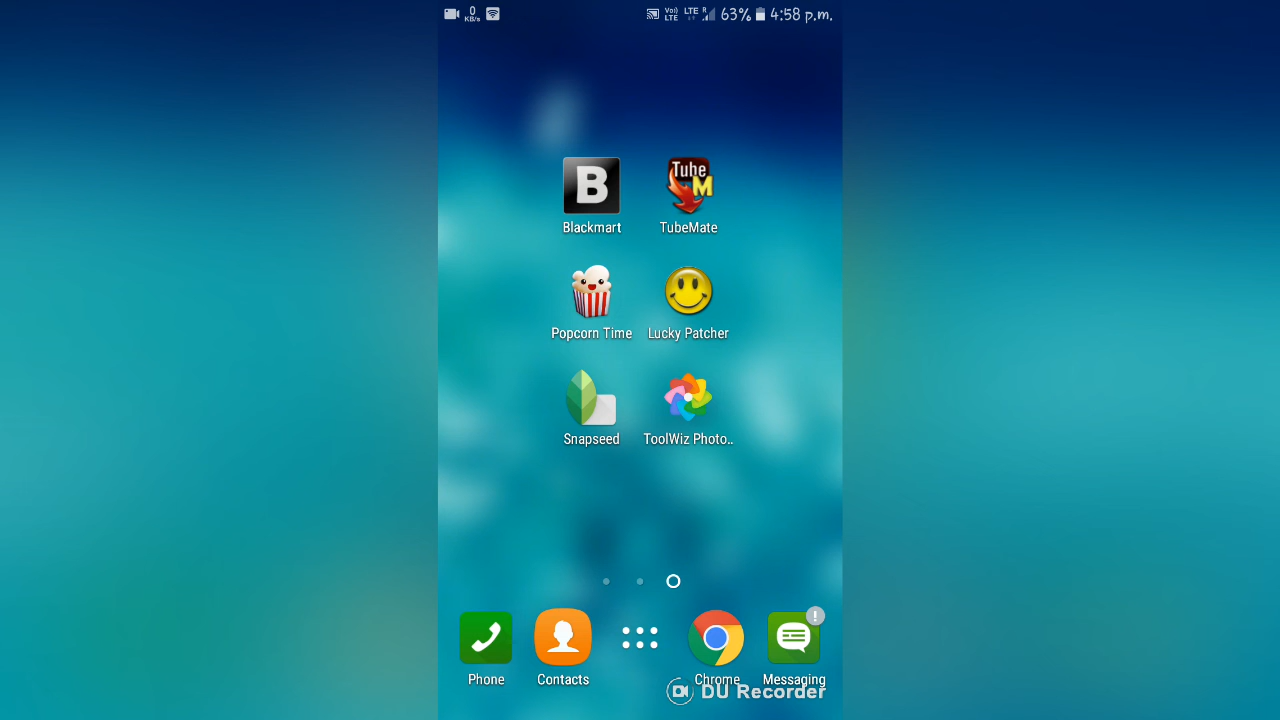 0
KB/s
Vo)) LTE
LTE
R
63%
4:58 p.m.
B
Tube
M
Blackmart
TubeMate
Popcorn Time
Lucky Patcher
Snapseed
ToolWiz Photo..
!
Phone
Contacts
Chrome
Messaging
DU Recorder